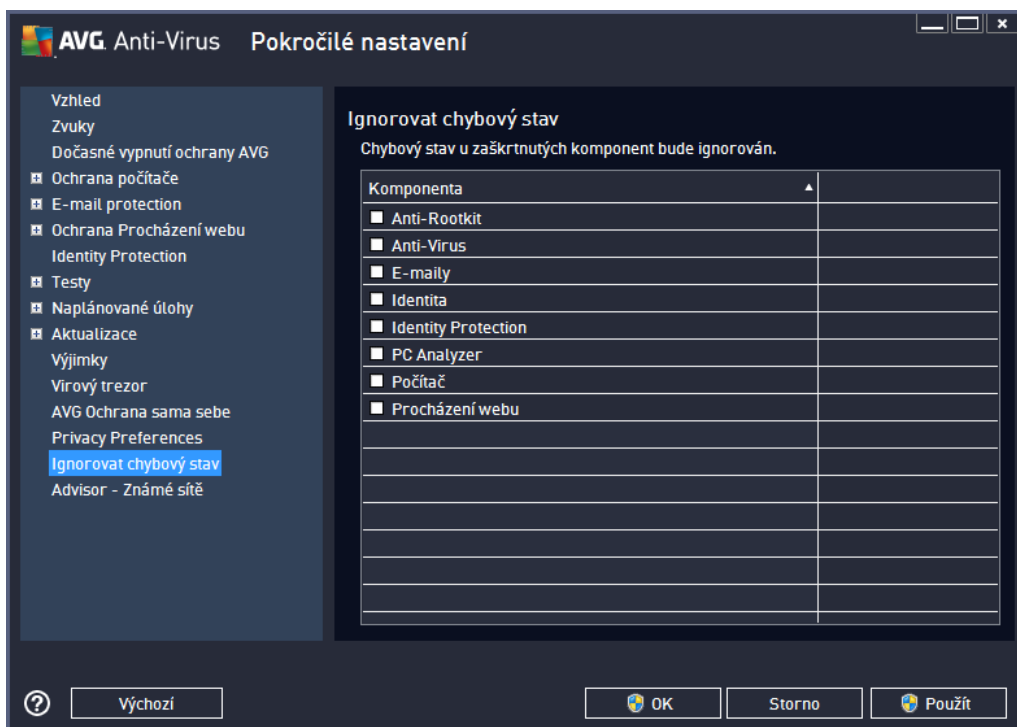 AVG. Anti-Virus Pokročilé nastavení
Vzhled
Zvuky
Dočasné vypnutí ochrany AVG
Ochrana počítače
E-mail protection
Ochrana Procházení webu
Identity Protection
Testy
Naplánované úlohy
Aktualizace
Výjimky
Virový trezor
AVG Ochrana sama sebe
Privacy Preferences
Ignorovat chybový stav
Advisor - Známé sítě
Ignorovat chybový stav
Chybový stav u zaškrtnutých komponent bude ignorován.
Komponenta
Anti-Rootkit
Anti-Virus
E-maily
Identita
Identity Protection
PC Analyzer
Počítač
Procházení webu
Výchozí
OK
Storno
Použít